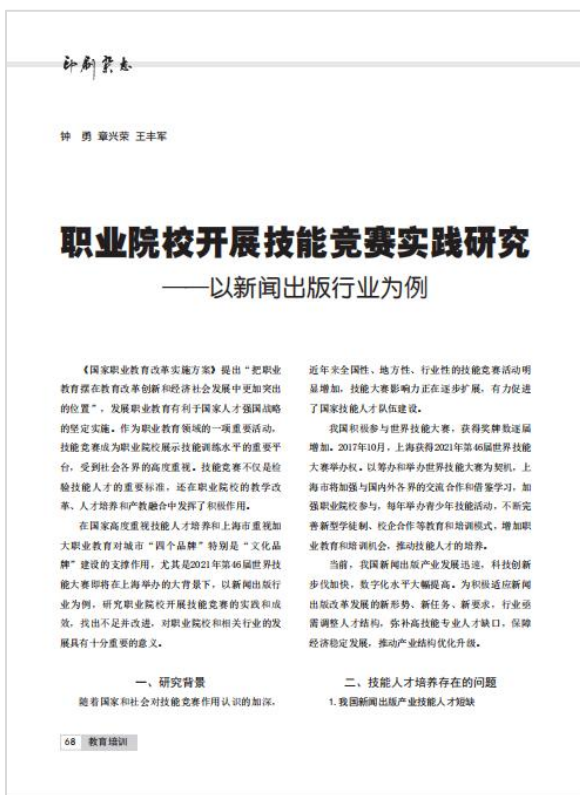 印刷杂志
钟 勇 章兴荣 王丰军
职业院校开展技能竞赛实践研究
——以新闻出版行业为例
《国家职业教育改革实施方案》提出“把职业
教育摆在教育改革创新和经济社会发展中更加突出
的位置”，发展职业教育有利于国家人才强国战略
的坚定实施。作为职业教育领域的一项重要活动，
技能竞赛成为职业院校展示技能训练水平的重要平
台，受到社会各界的高度重视。技能竞赛不仅是检
验技能人才的重要标准，还在职业院校的教学改
革、人才培养和产教融合中发挥了积极作用。
在国家高度重视技能人才培养和上海市重视加
大职业教育对城市“四个品牌”特别是“文化品
牌”建设的支撑作用，尤其是2021年第46届世界技
能大赛即将在上海举办的大背景下，以新闻出版行
业为例，研究职业院校开展技能竞赛的实践和成
效，找出不足并改进，对职业院校和相关行业的发
展具有十分重要的意义。
一、研究背景
随着国家和社会对技能竞赛作用认识的加深，
近年来全国性、地方性、行业性的技能竞赛活动明
显增加，技能大赛影响力正在逐步扩展，有力促进
了国家技能人才队伍建设。
我国积极参与世界技能大赛，获得奖牌数逐届
增加。2017年10月，上海获得2021年第46届世界技能
大赛举办权。以筹办和举办世界技能大赛为契机，上
海市将加强与国内外各界的交流合作和借鉴学习，加
强职业院校参与，每年举办青少年技能活动，不断完
善新型学徒制、校企合作等教育和培训模式，增加职
业教育和培训机会，推动技能人才的培养。
当前，我国新闻出版产业发展迅速，科技创新
步伐加快，数字化水平大幅提高。为积极适应新闻
出版改革发展的新形势、新任务、新要求，行业亟
需调整人才结构，弥补高技能专业人才缺口，保障
经济稳定发展，推动产业结构优化升级。
二、技能人才培养存在的问题
1. 我国新闻出版产业技能人才短缺
68 教育培训